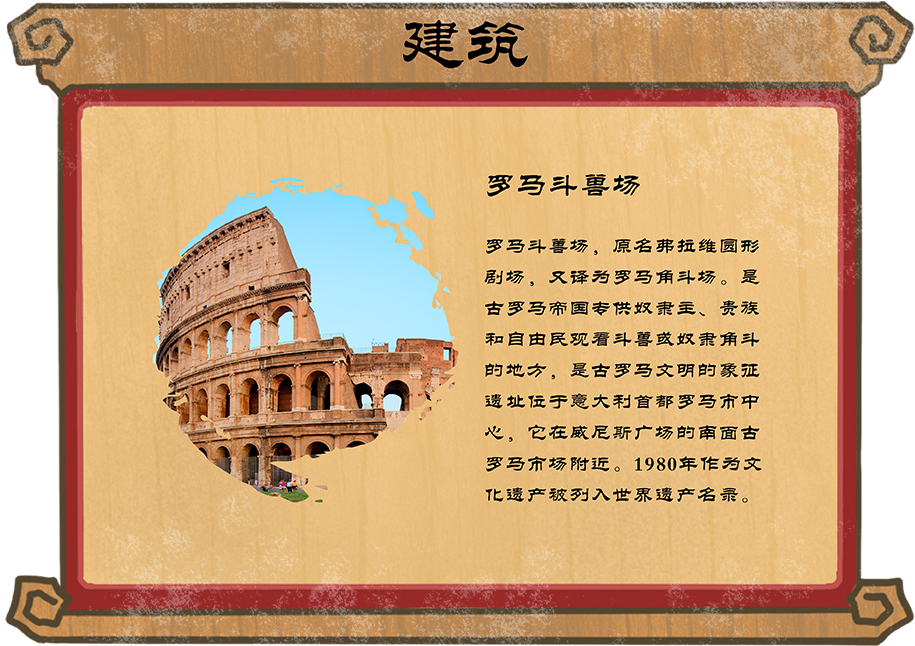 建筑
罗马斗兽场
罗马斗兽场，原名弗拉维圆形
剧场，又译为罗马角斗场。是
古罗马帝国专供奴隶主、贵族
和自由民观看斗兽或奴隶角斗
的地方，是古罗马文明的象征
遗址位于意大利首都罗马市中
心，它在威尼斯广场的南面古
罗马市场附近。1980年作为文
化遗产被列入世界遗产名录。